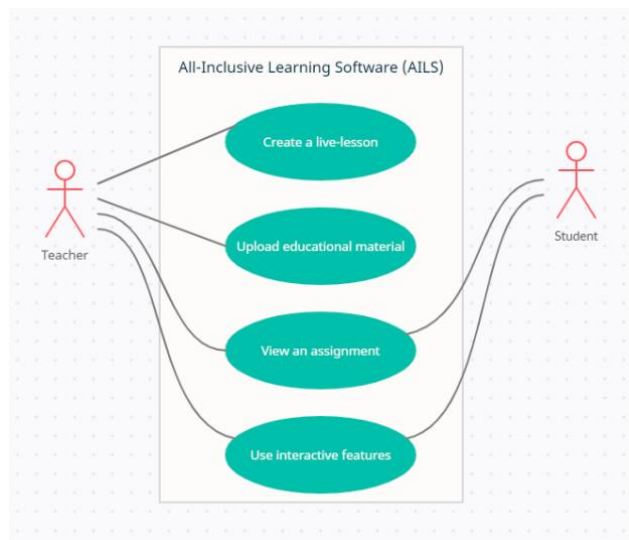 All-Inclusive Learning Software (AILS)
Create a live-lesson
Teacher
Student
Upload educational material
View an assignment
Use interactive features